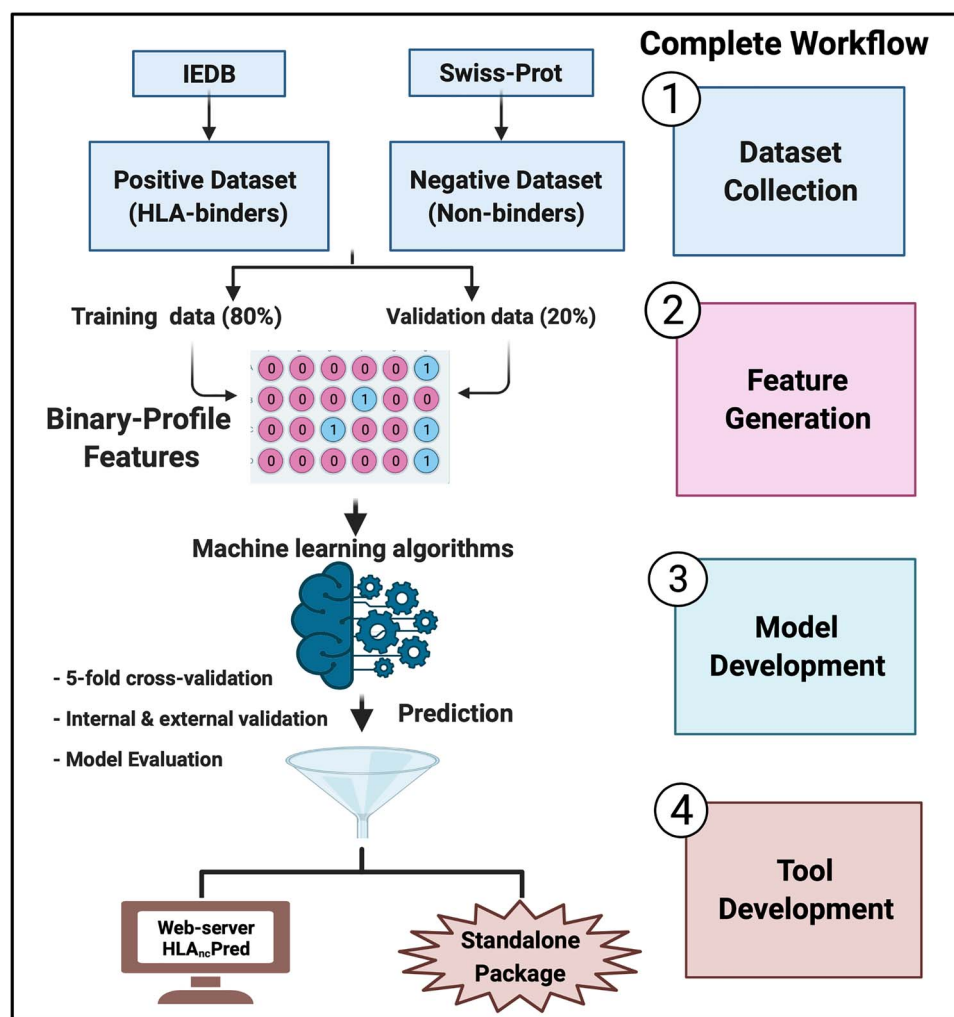 Complete Workflow
IEDB
Swiss-Prot
1
Positive Dataset
(HLA-binders)
Negative Dataset
(Non-binders)
Dataset
Collection
Training data (80%)
Validation data (20%)
2
Binary-Profile
Features
0 0 0 0 0 1
0 0 0 1 0 0
0 0 1 0 0 1
0 0 0 0 0 1
Feature
Generation
Machine learning algorithms
3
Model
Development
- 5-fold cross-validation
- Internal & external validation
- Model Evaluation
Prediction
4
Tool
Development
Web-server
HLAncPred
Standalone
Package